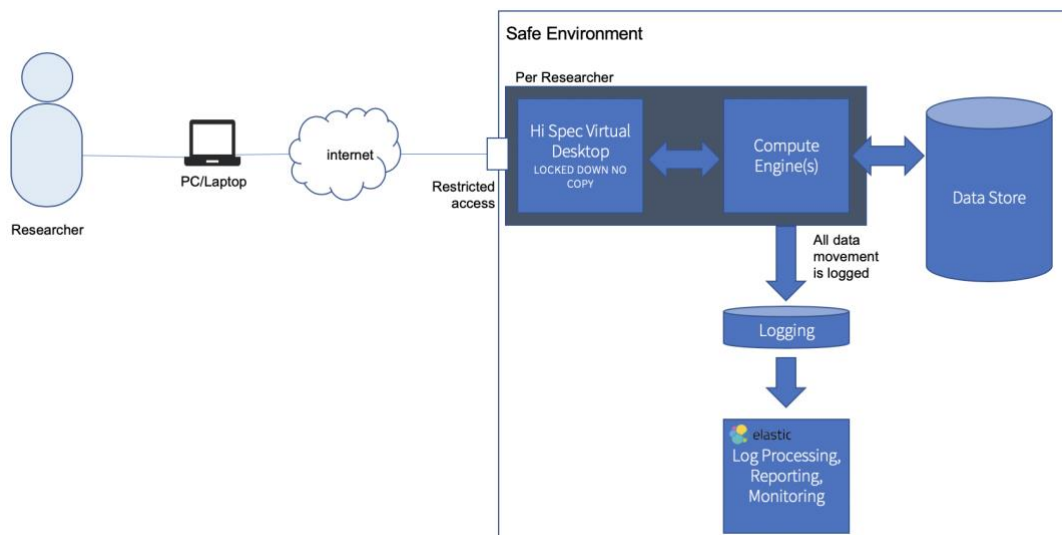 Safe Environment
Per Researcher
Hi Spec Virtual
Desktop
LOCKED DOWN NO
COPY
Compute
Engine(s)
Data Store
internet
PC/Laptop
Restricted
access
Researcher
All data
movement
is logged
Logging
elastic
Log Processing,
Reporting,
Monitoring